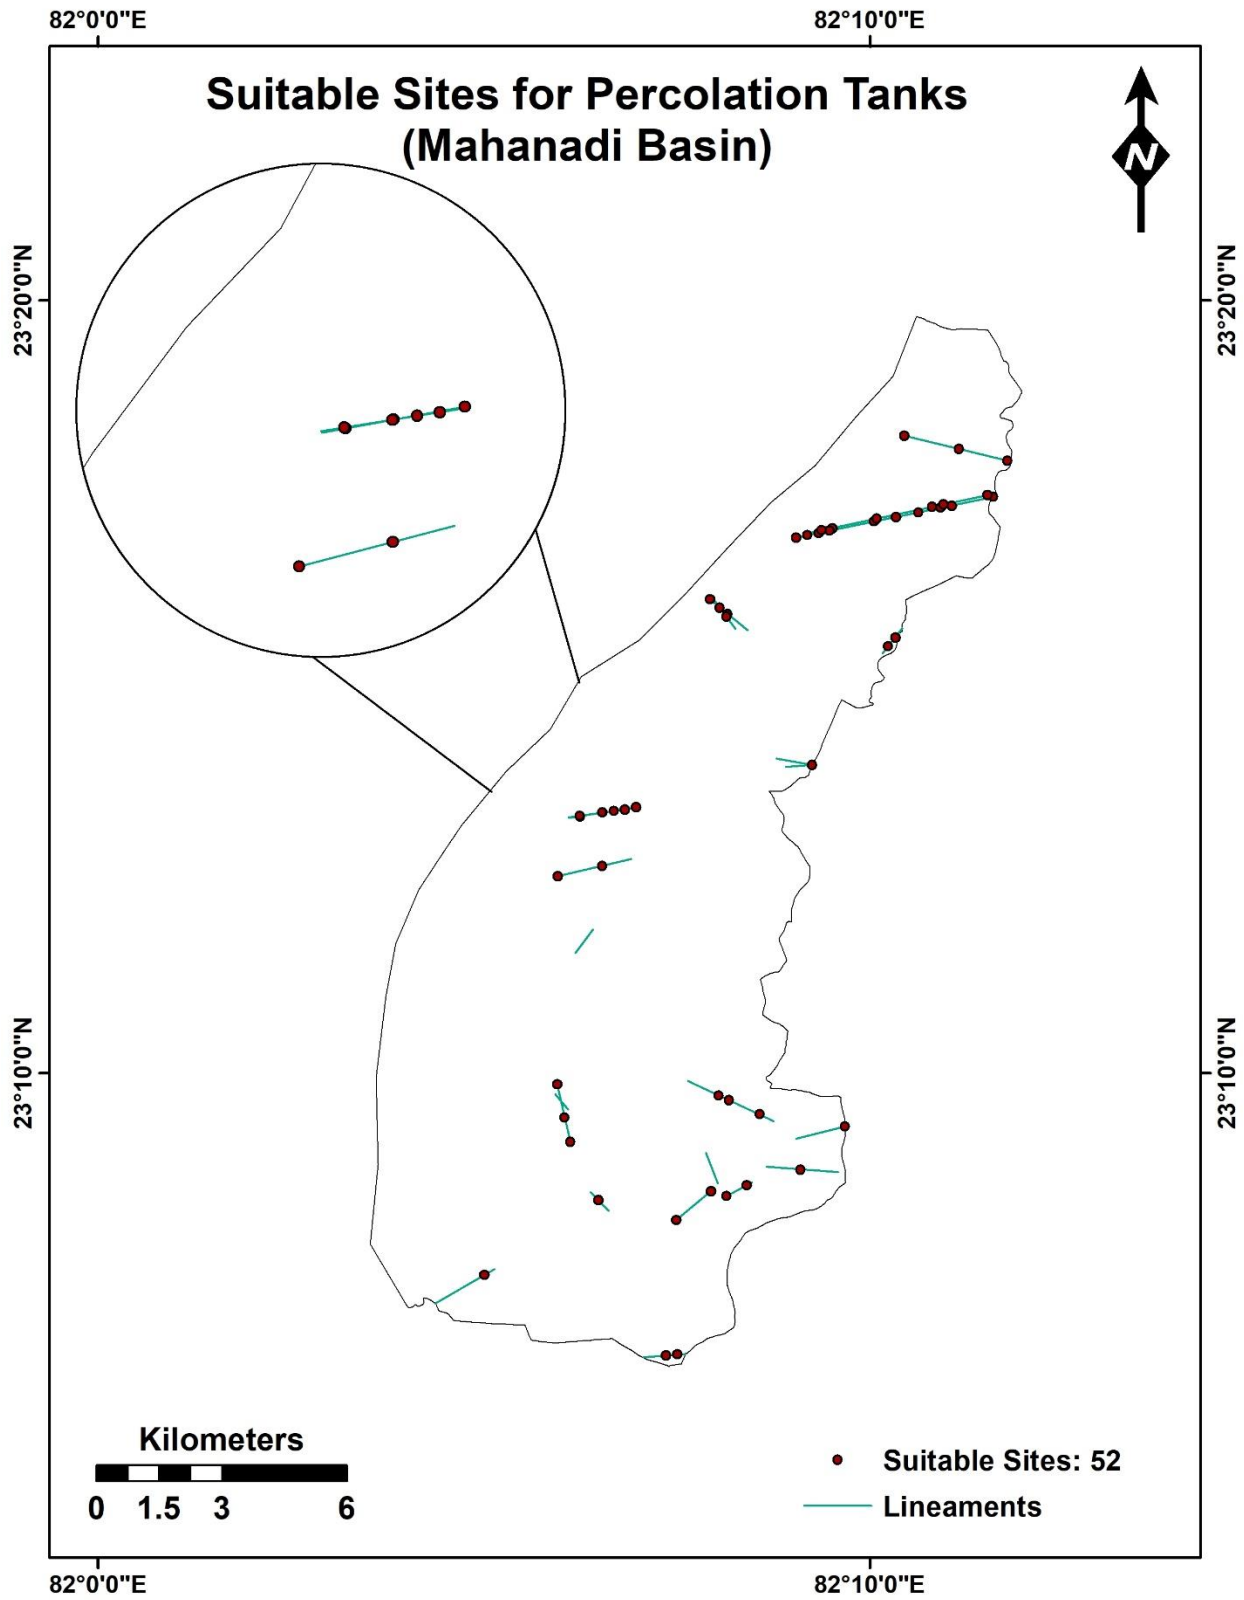 82°0'0"E 82°10'0"E
Suitable Sites for Percolation Tanks
(Mahanadi Basin)
N
23°20'0"N 23°20'0"N
23°10'0"N 23°10'0"N
Kilometers
0 1.5 3 6
Suitable Sites: 52
Lineaments
82°0'0"E 82°10'0"E